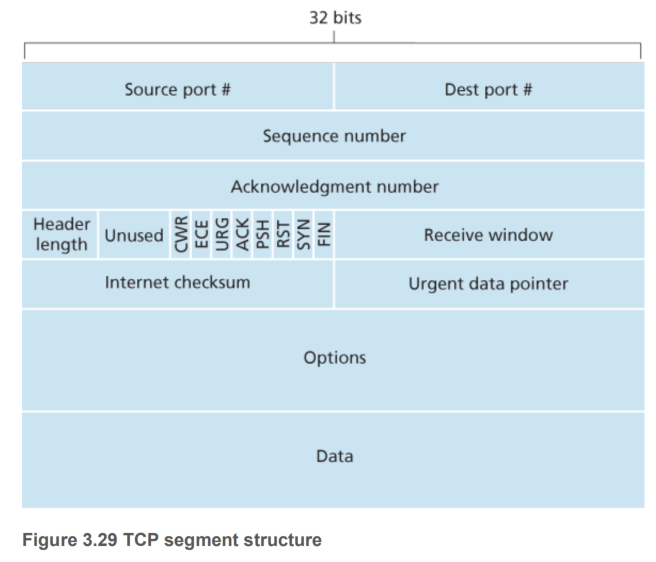 32 bits
Source port # Dest port #
Sequence number
Acknowledgment number
Header length Unused CWR ECE URG ACK PSH RST SYN FIN Receive window
Internet checksum Urgent data pointer
Options
Data
Figure 3.29 TCP segment structure